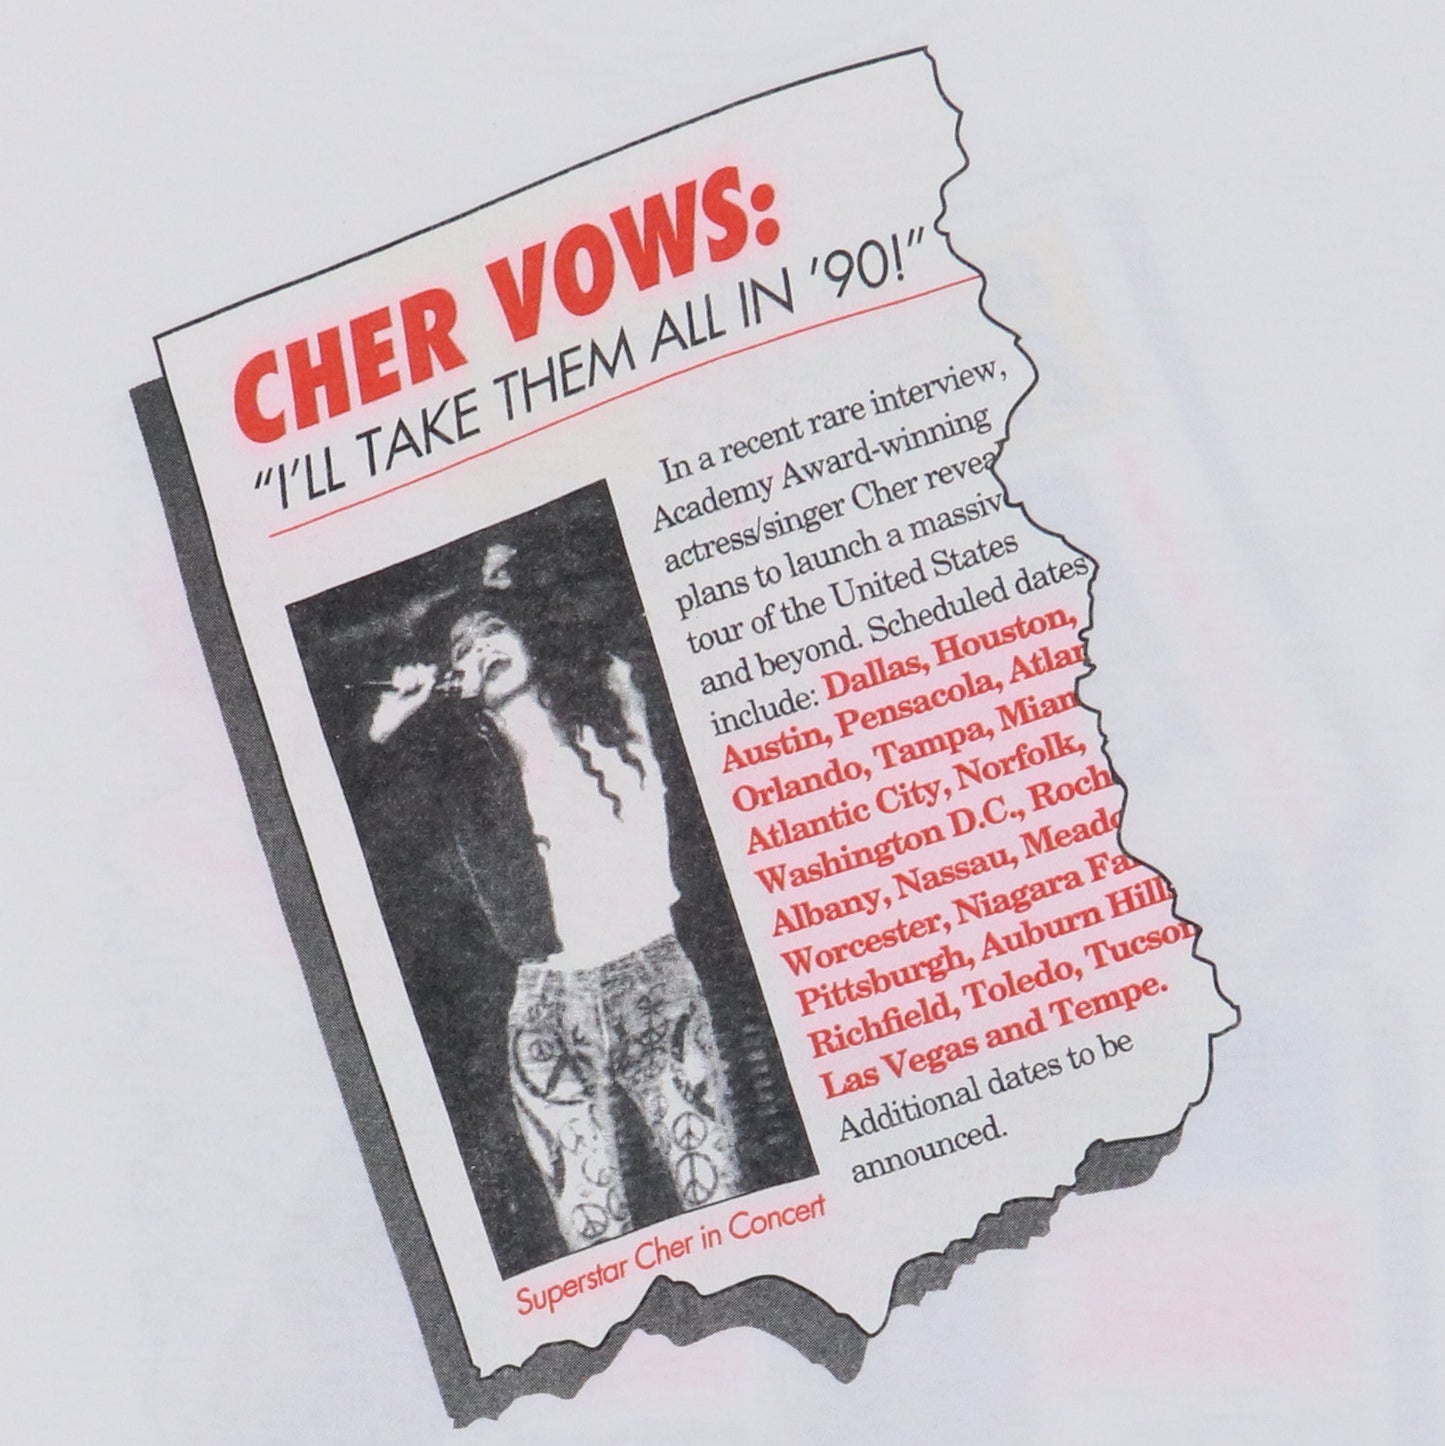 CHER VOWS:
“I’LL TAKE THEM ALL IN ’90!”
In a recent rare interview,
Academy Award-winning
actress/singer Cher revea
plans to launch a massiv
tour of the United States
and beyond. Scheduled dates
include: Dallas, Houston,
Austin, Pensacola, Atlan
Orlando, Tampa, Miam
Atlantic City, Norfolk,
Washington D.C., Roch
Albany, Nassau, Meado
Worcester, Niagara Fa
Pittsburgh, Auburn Hills
Richfield, Toledo, Tucson
Las Vegas and Tempe.
Additional dates to be
announced.
Superstar Cher in Concert